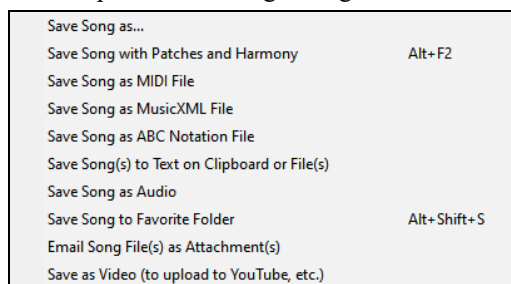 Save Song as...
Save Song with Patches and Harmony Alt+F2
Save Song as MIDI File
Save Song as MusicXML File
Save Song as ABC Notation File
Save Song(s) to Text on Clipboard or File(s)
Save Song as Audio
Save Song to Favorite Folder Alt+Shift+S
Email Song File(s) as Attachment(s)
Save as Video (to upload to YouTube, etc.)